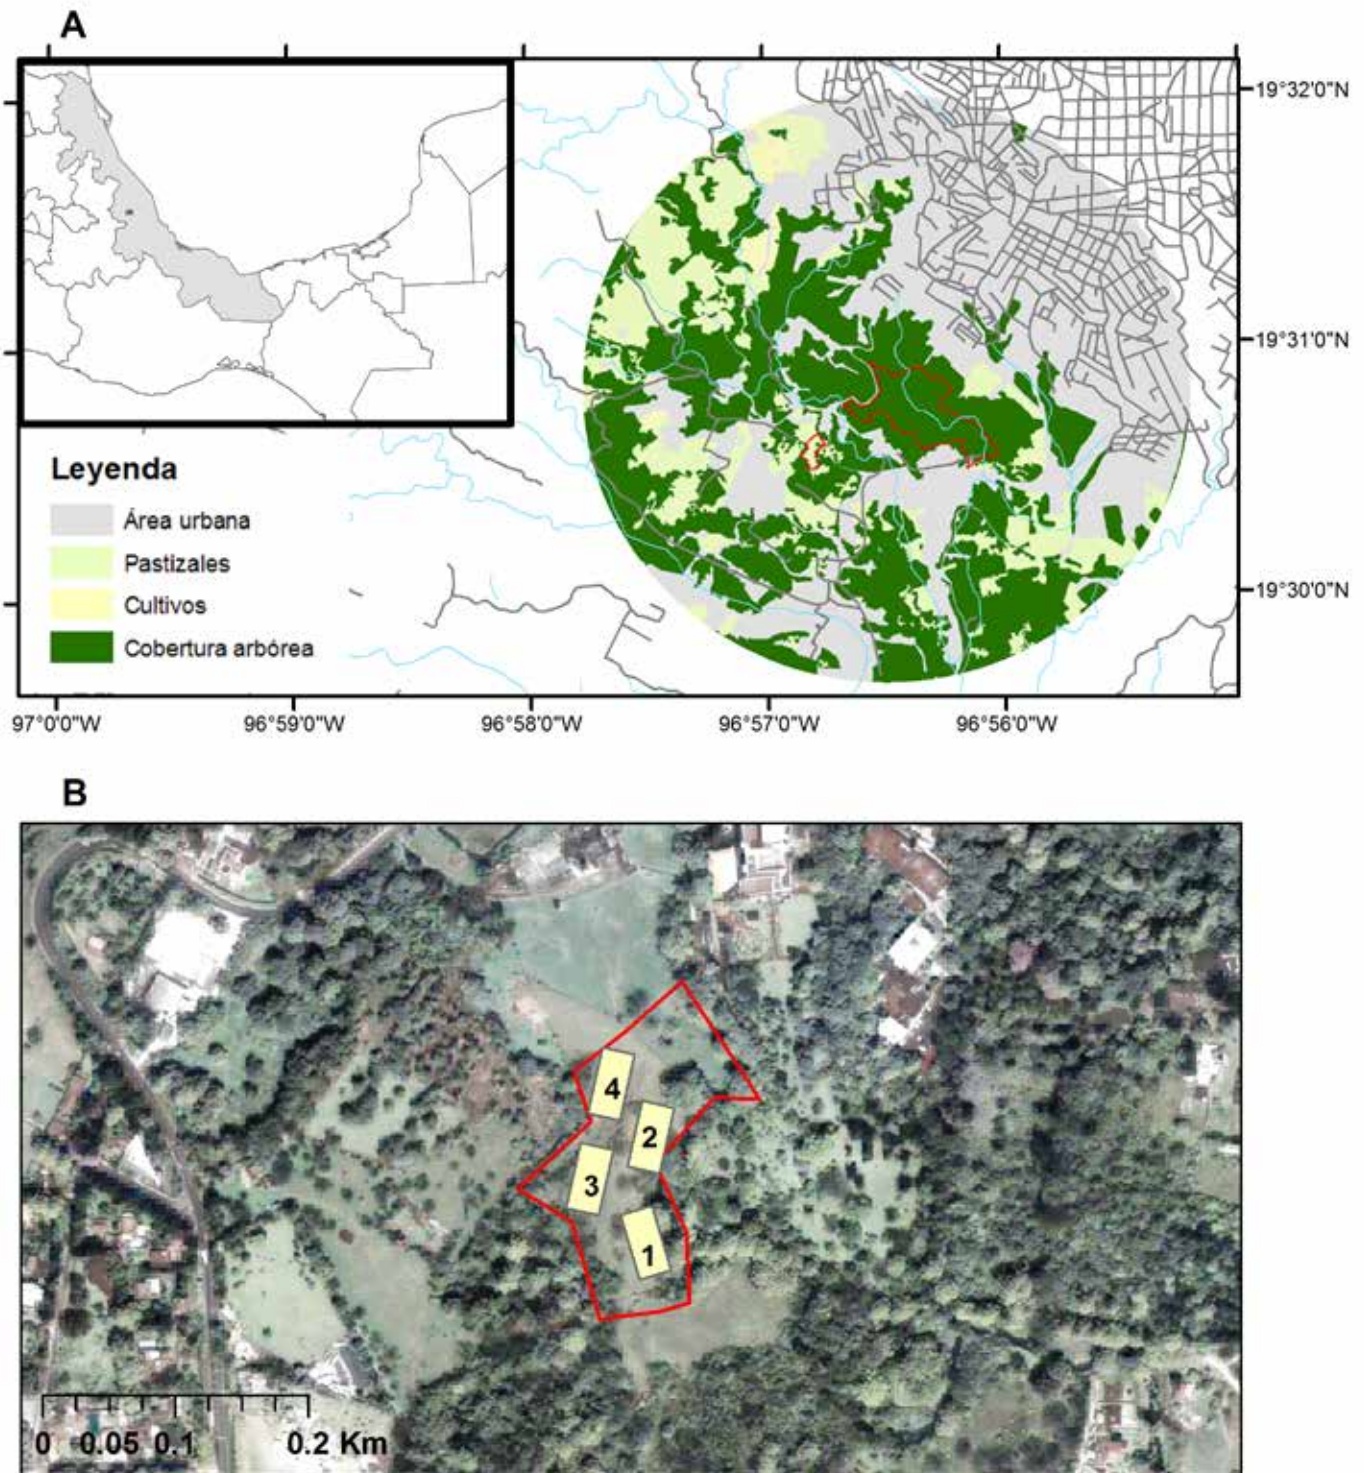 A
19°32'0"N
19°31'0"N
19°30'0"N
Leyenda
Área urbana
Pastizales
Cultivos
Cobertura arbórea
97°0'0"W 96°59'0"W 96°58'0"W 96°57'0"W 96°56'0"W
B
4
2
3
1
0 0.05 0.1 0.2 Km